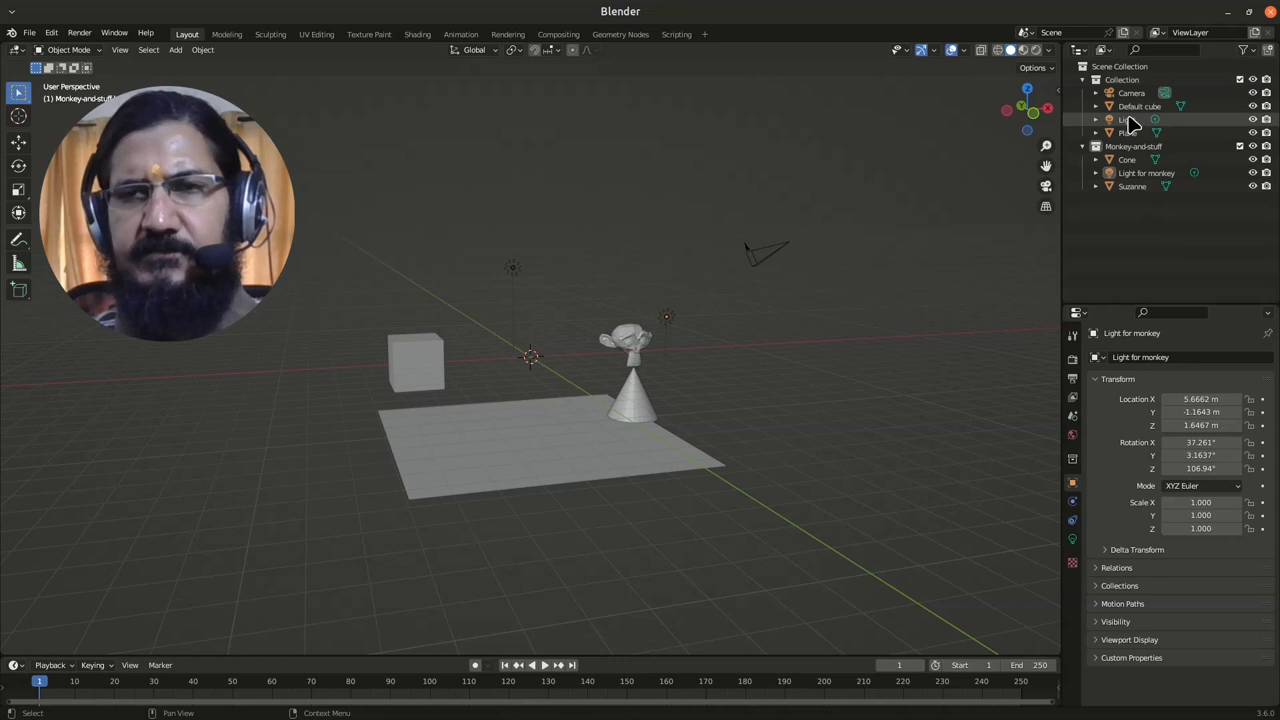 Blender
File Edit Render Window Help Layout Modeling Sculpting UV Editing Texture Paint Shading Animation Rendering Compositing Geometry Nodes Scripting + Scene ViewLayer
Object Mode View Select Add Object Global
Options
User Perspective
(1) Monkey-and-stuff
Z
Y
X
Scene Collection
Collection
Camera
Default cube
Monkey-and-stuff
Cone
Light for monkey
Suzanne
Light for monkey
Light for monkey
Transform
Location X 5.6662 m
Y -1.1643 m
Z 1.6467 m
Rotation X 37.261°
Y 3.1637°
Z 106.94°
Mode XYZ Euler
Scale X 1.000
Y 1.000
Z 1.000
Delta Transform
Relations
Collections
Motion Paths
Visibility
Viewport Display
Custom Properties
Playback Keying View Marker 1 Start 1 End 250
1 10 20 30 40 50 60 70 80 90 100 110 120 130 140 150 160 170 180 190 200 210 220 230 240 250
Select Pan View Context Menu 3.6.0